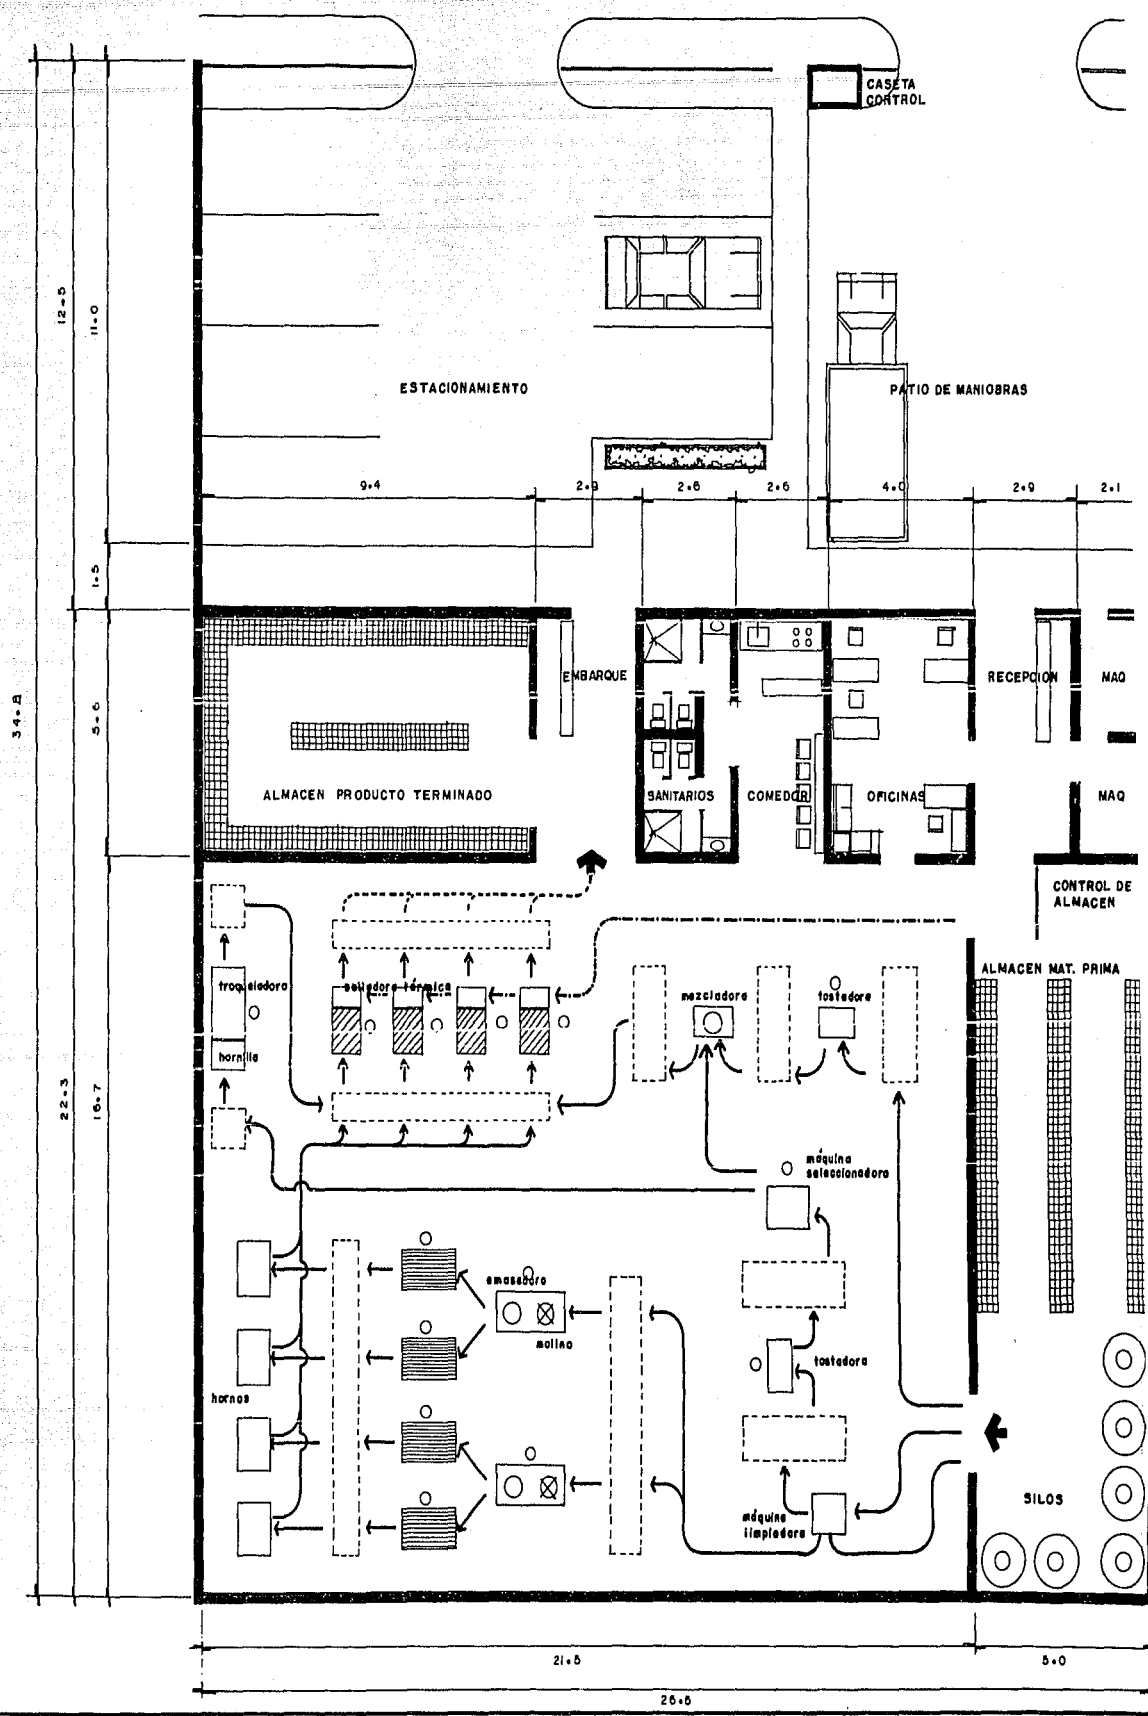 CASETA
CONTROL
12.5
11.0
ESTACIONAMIENTO
PATIO DE MANIOBRAS
9.4
2.9
2.6
2.6
4.0
2.9
2.1
1.5
34.8
5.6
EMBARQUE
RECEPCION
MAQ
ALMACEN PRODUCTO TERMINADO
SANITARIOS
COMEDOR
OFICINAS
MAQ
CONTROL DE
ALMACEN
ALMACEN MAT. PRIMA
troqueladora
selladora térmica
mezcladora
tostadora
hornilla
22.3
16.7
máquina
seleccionadora
amasadora
molino
tostadora
hornos
máquina
limpiadora
SILOS
21.5
5.0
26.6